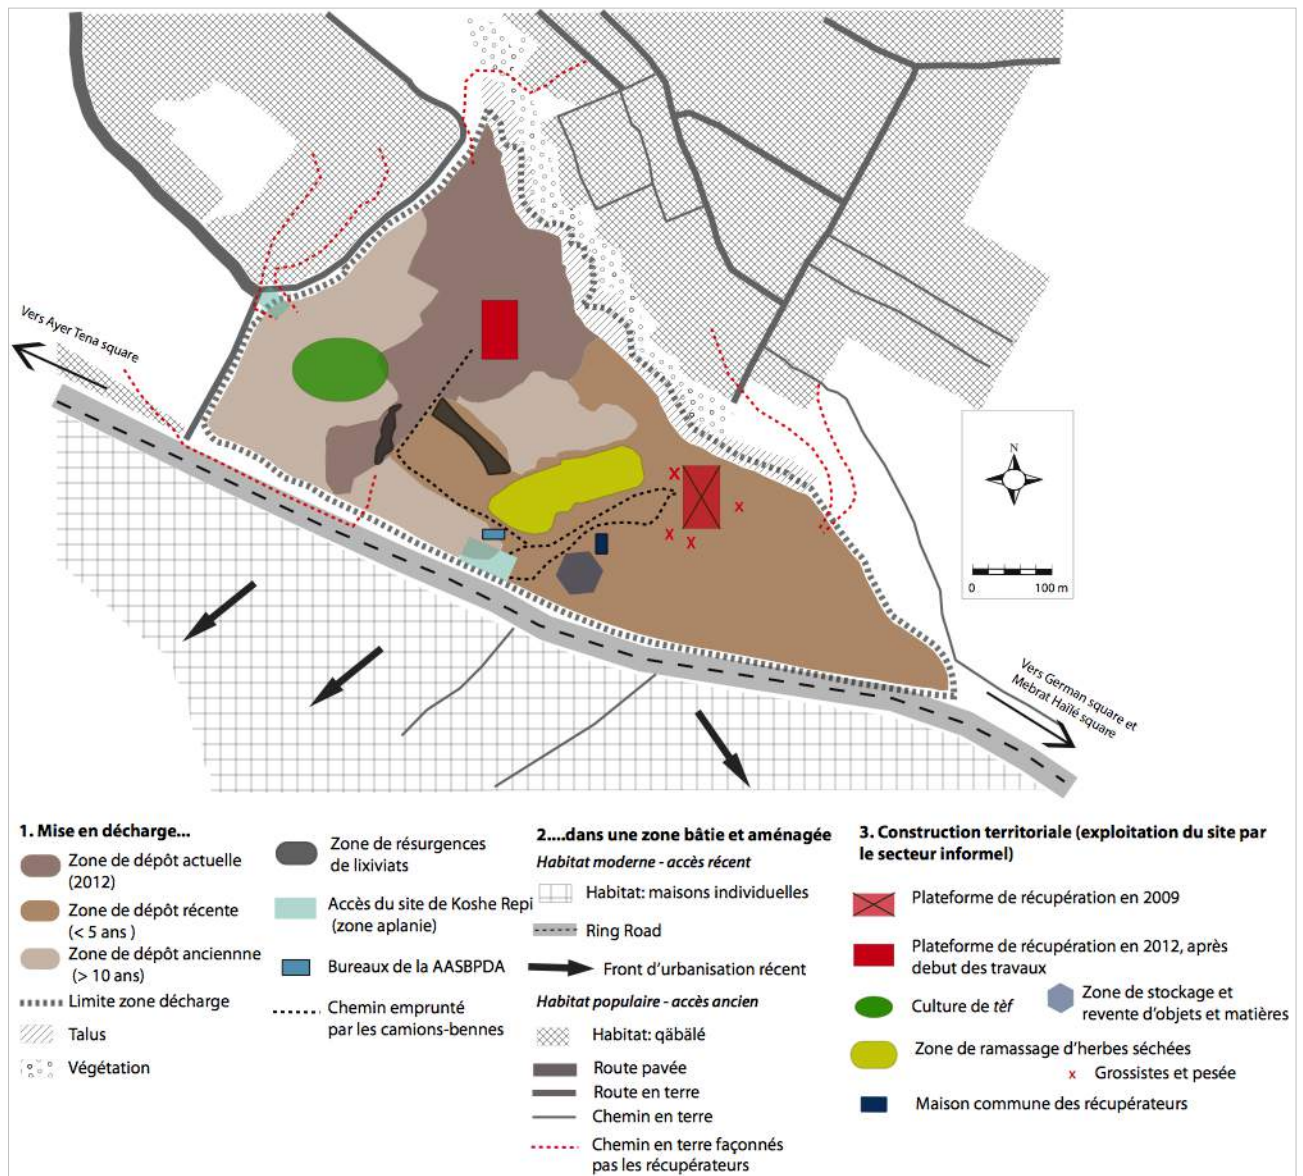 Vers Ayer Tena square
N
0 100 m
Vers German square et
Mebrat Haïlé square
1. Mise en décharge...
Zone de dépôt actuelle
(2012)
Zone de dépôt récente
(< 5 ans )
Zone de dépôt anciennne
(> 10 ans)
Limite zone décharge
Talus
Végétation
Zone de résurgences
de lixiviats
Accès du site de Koshe Repi
(zone aplanie)
Bureaux de la AASBPDA
Chemin emprunté
par les camions-bennes
2....dans une zone bâtie et aménagée
Habitat moderne - accès récent
Habitat: maisons individuelles
Ring Road
Front d'urbanisation récent
Habitat populaire - accès ancien
Habitat: qäbälé
Route pavée
Route en terre
Chemin en terre
Chemin en terre façonnés
pas les récupérateurs
3. Construction territoriale (exploitation du site par
le secteur informel)
Plateforme de récupération en 2009
Plateforme de récupération en 2012, après
debut des travaux
Culture de tèf
Zone de stockage et
revente d'objets et matières
Zone de ramassage d'herbes séchées
x Grossistes et pesée
Maison commune des récupérateurs